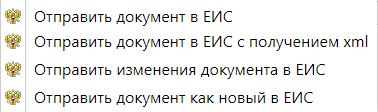 Отправить документ в ЕИС
Отправить документ в ЕИС с получением xml
Отправить изменения документа в ЕИС
Отправить документ как новый в ЕИС